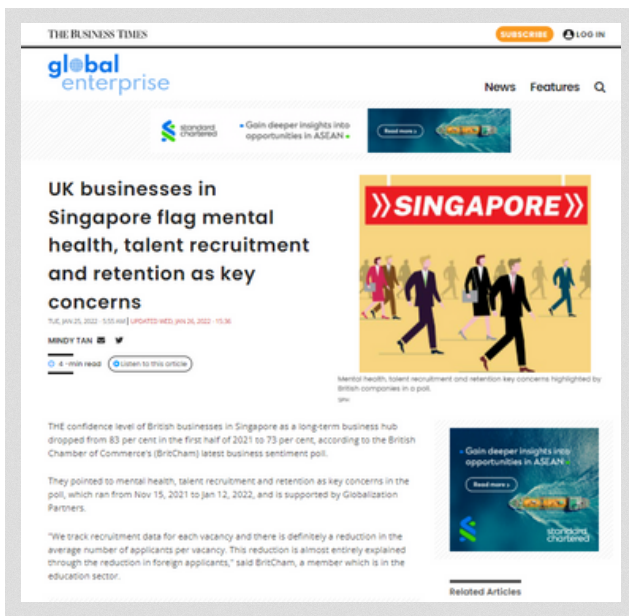 THE BUSINESS TIMES
SUBSCRIBE
LOG IN
global
enterprise
News Features
standard
chartered
Gain deeper insights into
opportunities in ASEAN
Read more
UK businesses in
Singapore flag mental
health, talent recruitment
and retention as key
concerns
TUE, JAN 25, 2022 - 5:55 AM | UPDATED WED, JAN 26, 2022 - 15:36
MINDY TAN
4 -min read
Listen to this article
»SINGAPORE»
Mental health, talent recruitment and retention key concerns highlighted by
British companies in a poll.
THE confidence level of British businesses in Singapore as a long-term business hub
dropped from 83 per cent in the first half of 2021 to 73 per cent, according to the British
Chamber of Commerce's (BritCham) latest business sentiment poll.
They pointed to mental health, talent recruitment and retention as key concerns in the
poll, which ran from Nov 15, 2021 to Jan 12, 2022, and is supported by Globalization
Partners.
"We track recruitment data for each vacancy and there is definitely a reduction in the
average number of applicants per vacancy. This reduction is almost entirely explained
through the reduction in foreign applicants," said BritCham, a member which is in the
education sector.
Gain deeper insights into
opportunities in ASEAN
Read more
standard
chartered
Related Articles